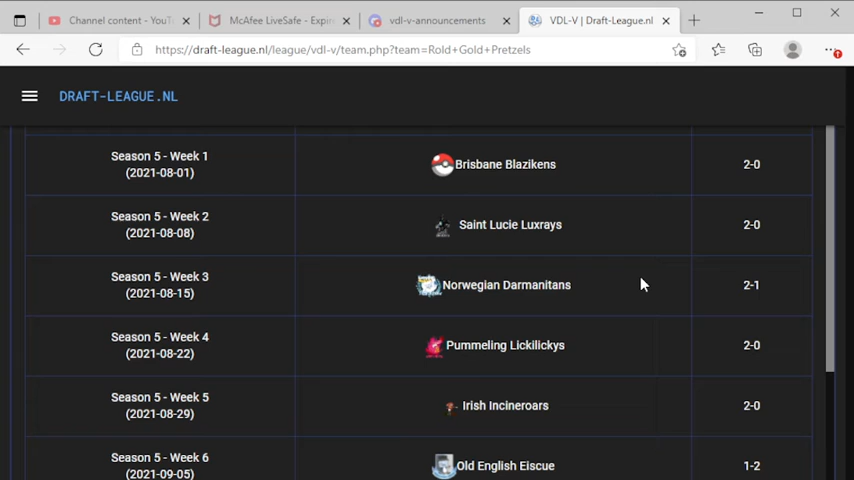 Channel content - YouTub
McAfee LiveSafe - Expir
vdl-v-announcements
VDL-V | Draft-League.nl
https://draft-league.nl/league/vdl-v/team.php?team=Rold+Gold+Pretzels
DRAFT-LEAGUE.NL
Season 5 - Week 1
(2021-08-01)
Brisbane Blazikens
2-0
Season 5 - Week 2
(2021-08-08)
Saint Lucie Luxrays
2-0
Season 5 - Week 3
(2021-08-15)
Norwegian Darmanitans
2-1
Season 5 - Week 4
(2021-08-22)
Pummeling Lickilickys
2-0
Season 5 - Week 5
(2021-08-29)
Irish Incineroars
2-0
Season 5 - Week 6
(2021-09-05)
Old English Eiscue
1-2